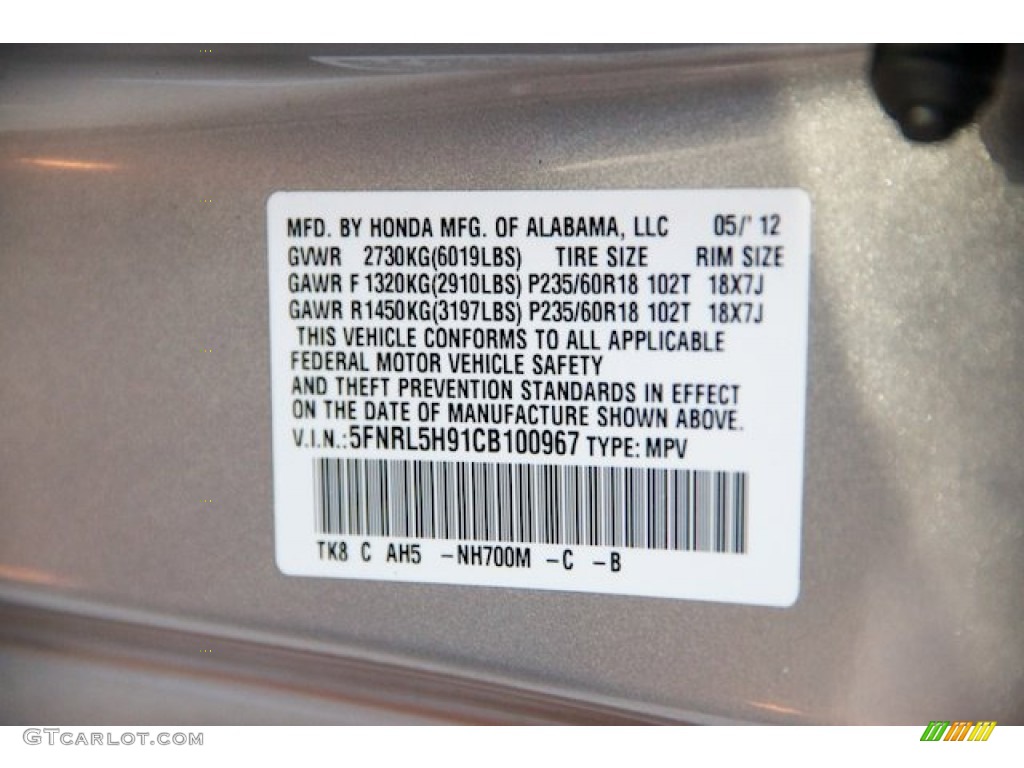 MFD. BY HONDA MFG. OF ALABAMA, LLC 05/' 12
GVWR 2730KG(6019LBS) TIRE SIZE RIM SIZE
GAWR F 1320KG(2910LBS) P235/60R18 102T 18X7J
GAWR R1450KG(3197LBS) P235/60R18 102T 18X7J
THIS VEHICLE CONFORMS TO ALL APPLICABLE
FEDERAL MOTOR VEHICLE SAFETY
AND THEFT PREVENTION STANDARDS IN EFFECT
ON THE DATE OF MANUFACTURE SHOWN ABOVE.
V.I.N.:5FNRL5H91CB100967 TYPE: MPV
TK8 C AH5 -NH700M -C -B
GTCarLot.com